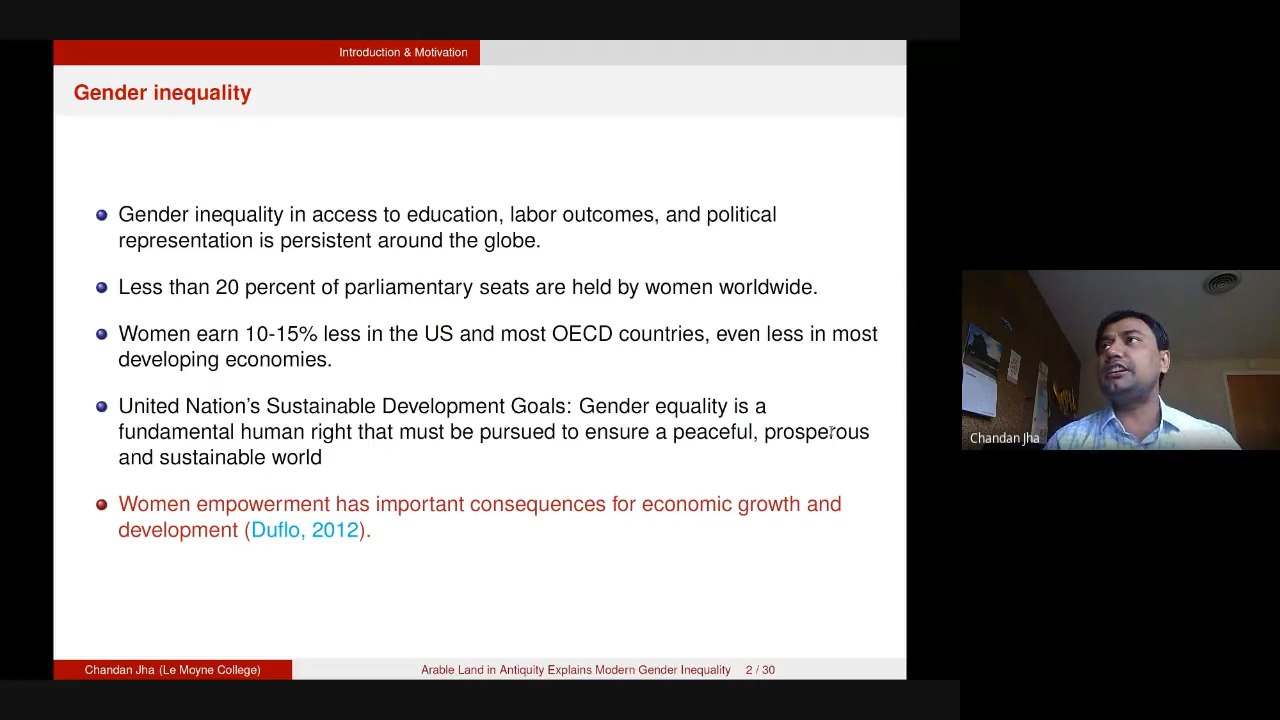 Introduction & Motivation
Gender inequality
Gender inequality in access to education, labor outcomes, and political
representation is persistent around the globe.
Less than 20 percent of parliamentary seats are held by women worldwide.
Women earn 10-15% less in the US and most OECD countries, even less in most
developing economies.
United Nation's Sustainable Development Goals: Gender equality is a
fundamental human right that must be pursued to ensure a peaceful, prosperous
and sustainable world
Women empowerment has important consequences for economic growth and
development (Duflo, 2012).
Chandan Jha
Chandan Jha (Le Moyne College)
Arable Land in Antiquity Explains Modern Gender Inequality 2 / 30